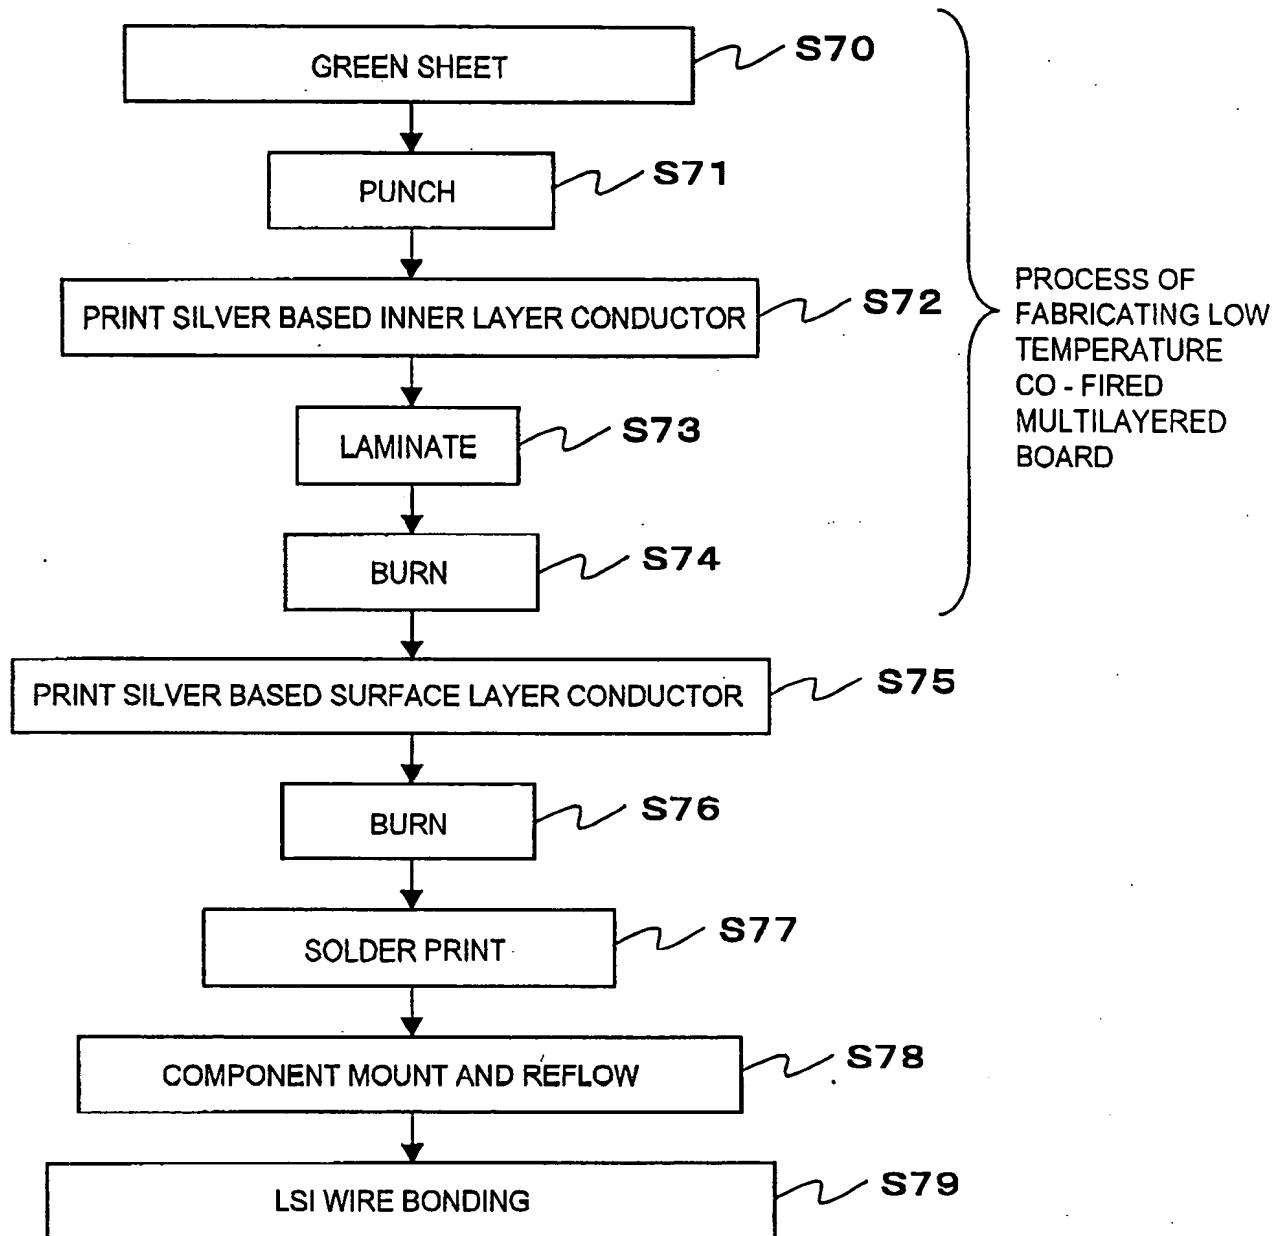 GREEN SHEET
S70
PUNCH
S71
PRINT SILVER BASED INNER LAYER CONDUCTOR
S72
LAMINATE
S73
BURN
S74
PROCESS OF
FABRICATING LOW
TEMPERATURE
CO - FIRED
MULTILAYERED
BOARD
PRINT SILVER BASED SURFACE LAYER CONDUCTOR
S75
BURN
S76
SOLDER PRINT
S77
COMPONENT MOUNT AND REFLOW
S78
LSI WIRE BONDING
S79